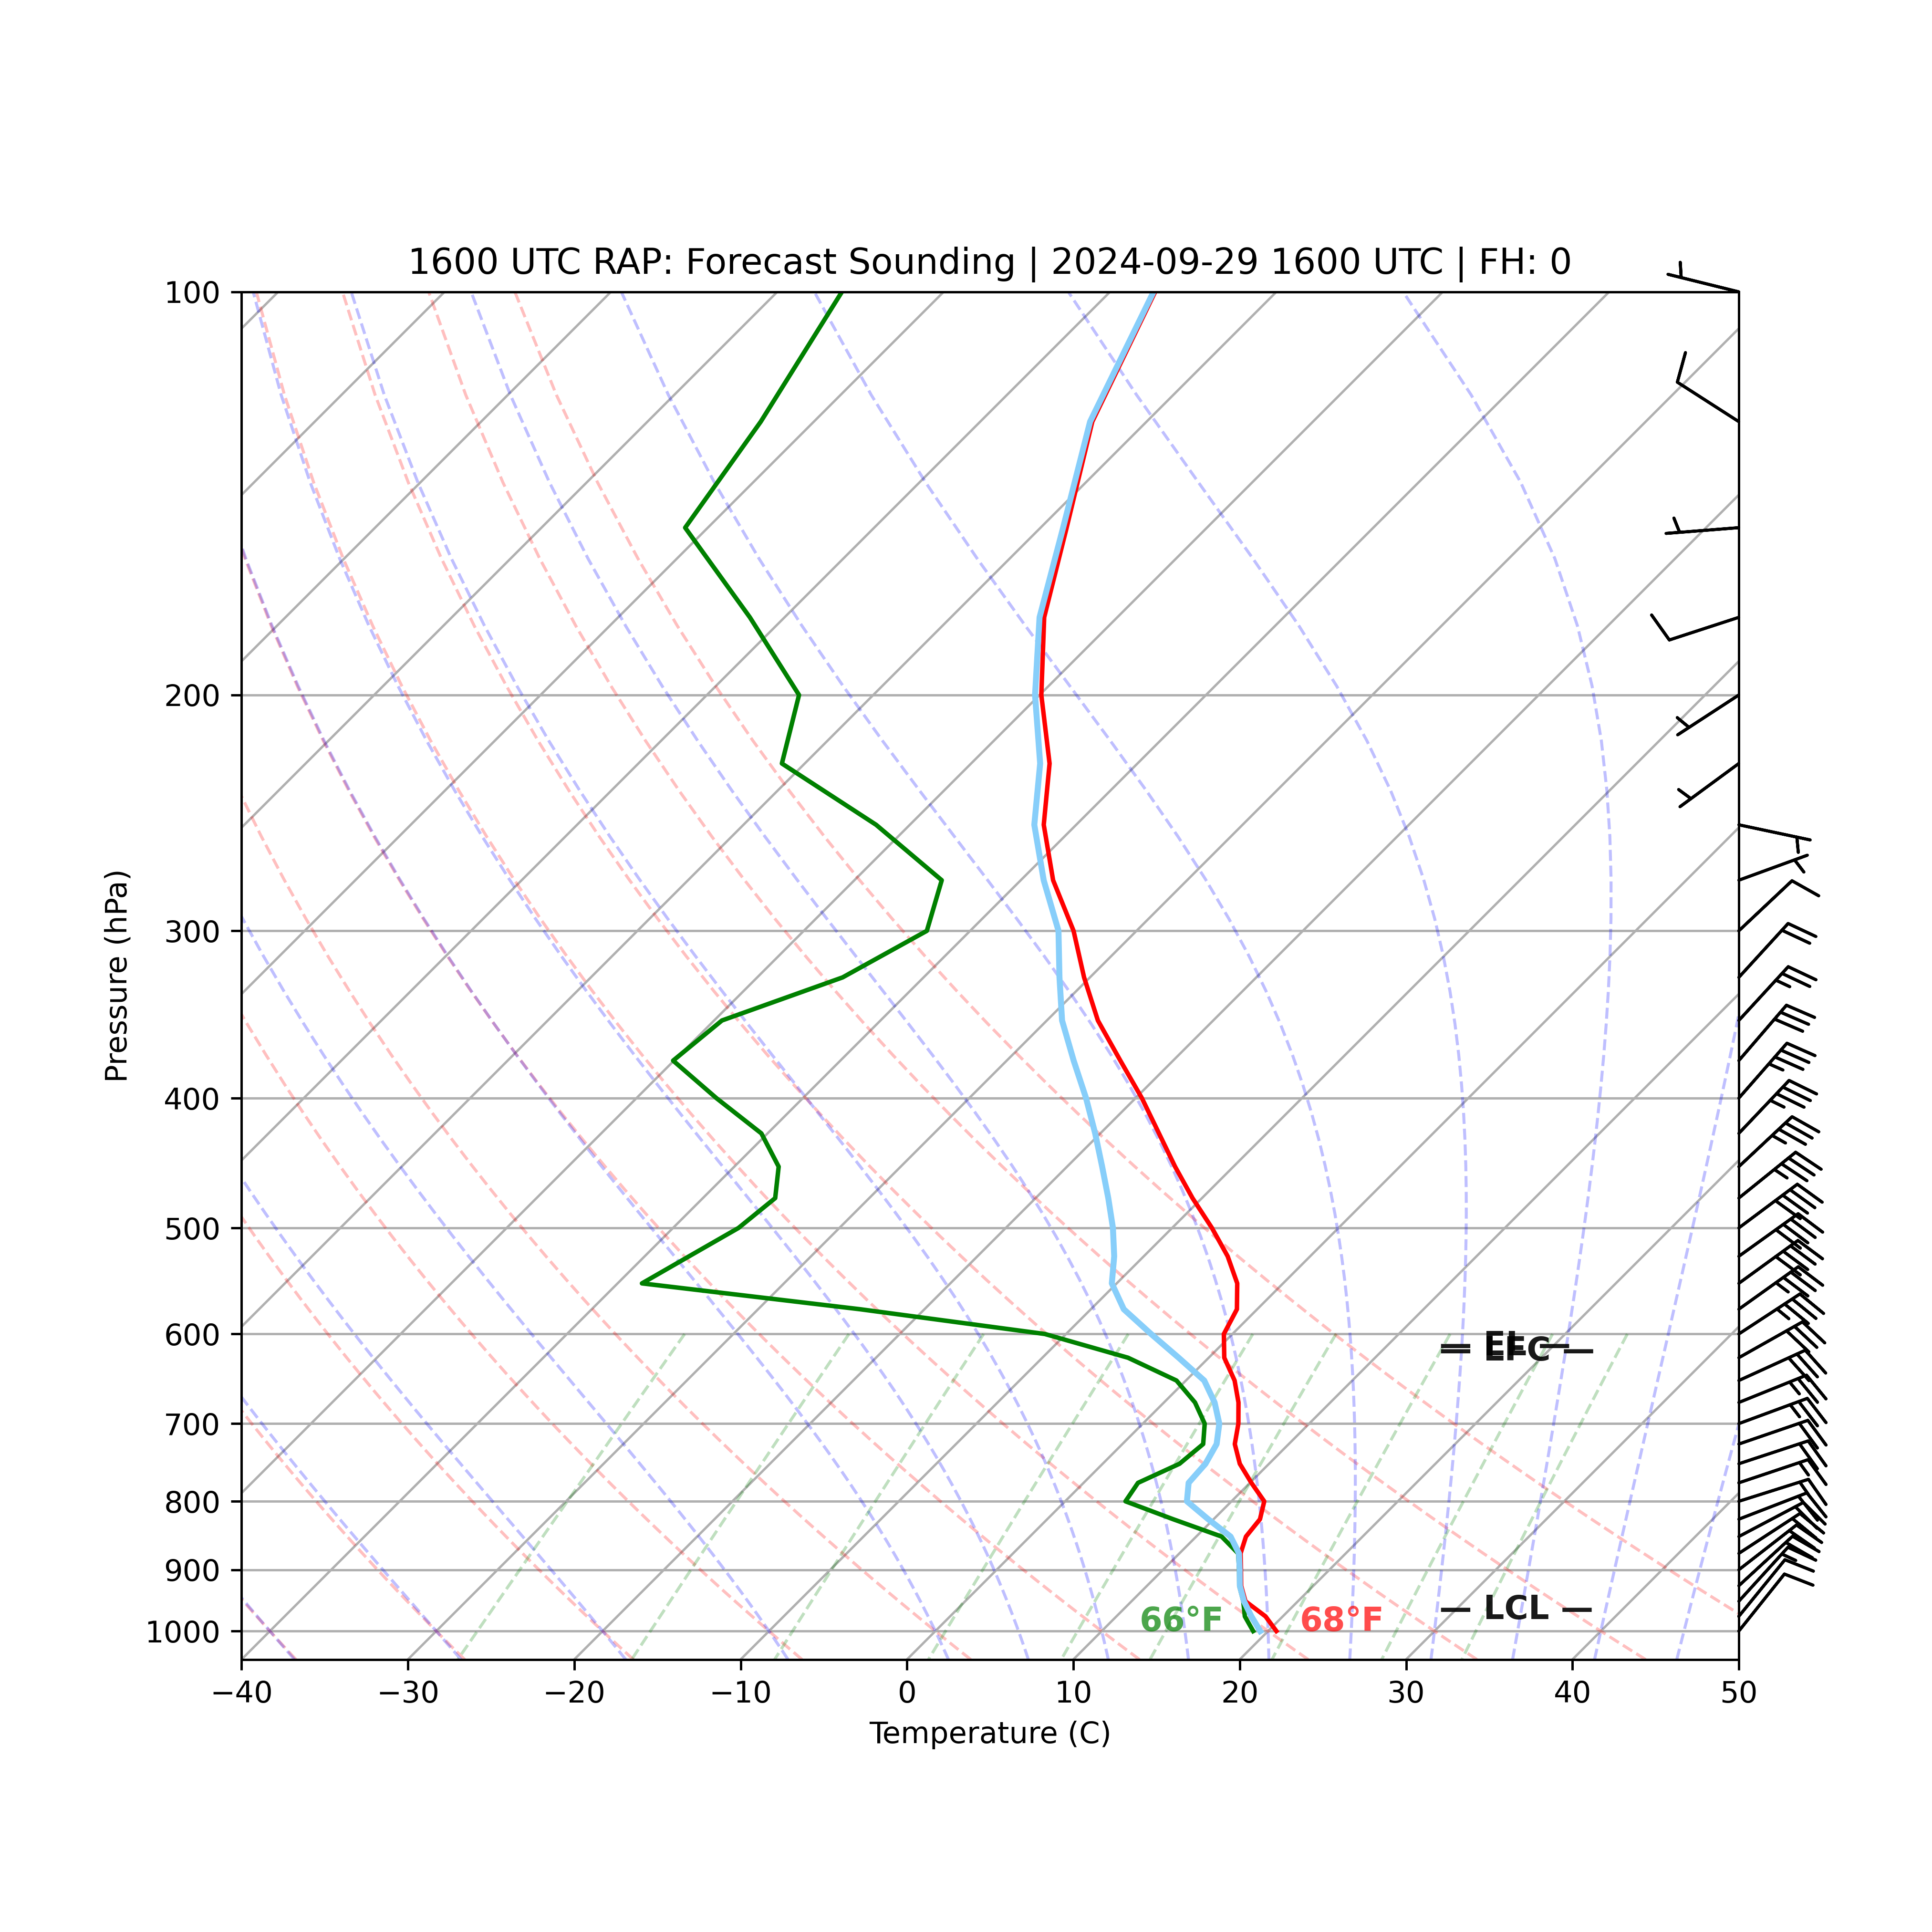 1600 UTC RAP: Forecast Sounding | 2024-09-29 1600 UTC | FH: 0
100
200
300
400
500
600
700
800
900
1000
Pressure (hPa)
— EL —
— LFC —
— LCL —
66°F
68°F
−40 −30 −20 −10 0 10 20 30 40 50
Temperature (C)